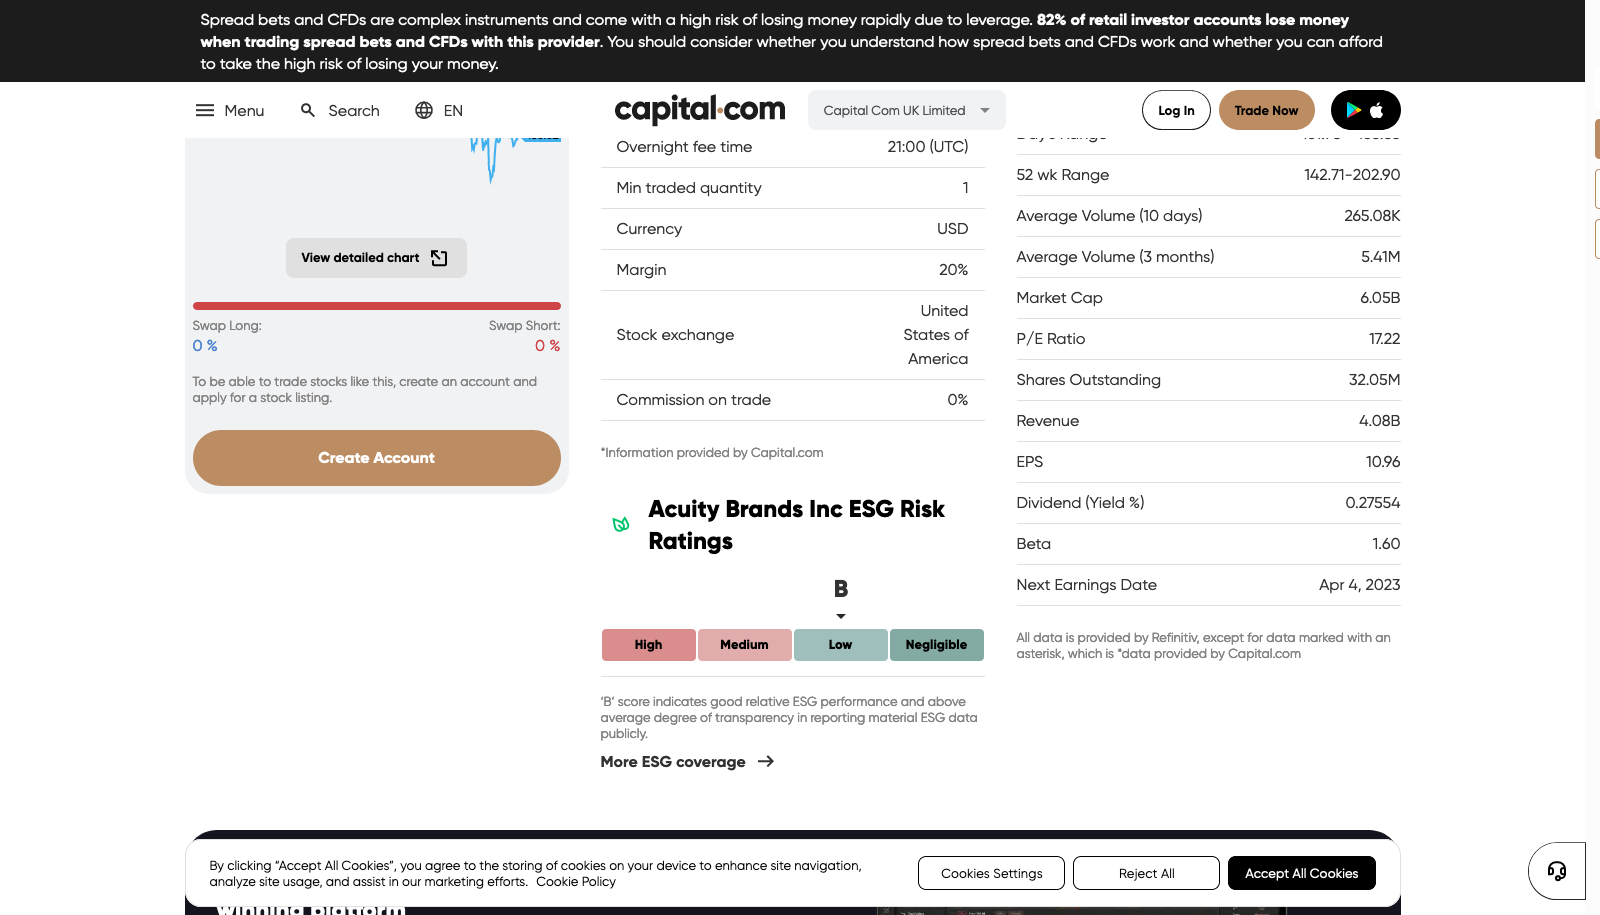 Spread bets and CFDs are complex instruments and come with a high risk of losing money rapidly due to leverage. 82% of retail investor accounts lose money
when trading spread bets and CFDs with this provider. You should consider whether you understand how spread bets and CFDs work and whether you can afford
to take the high risk of losing your money.
Menu
Search
EN
capital.com
Capital Com UK Limited
Log In
Trade Now
View detailed chart
Swap Long:
Swap Short:
0 %
0 %
To be able to trade stocks like this, create an account and
apply for a stock listing.
Create Account
Overnight fee time
21:00 (UTC)
Min traded quantity
1
Currency
USD
Margin
20%
Stock exchange
United
States of
America
Commission on trade
0%
*Information provided by Capital.com
Acuity Brands Inc ESG Risk
Ratings
B
High
Medium
Low
Negligible
‘B’ score indicates good relative ESG performance and above
average degree of transparency in reporting material ESG data
publicly.
More ESG coverage
52 wk Range
142.71-202.90
Average Volume (10 days)
265.08K
Average Volume (3 months)
5.41M
Market Cap
6.05B
P/E Ratio
17.22
Shares Outstanding
32.05M
Revenue
4.08B
EPS
10.96
Dividend (Yield %)
0.27554
Beta
1.60
Next Earnings Date
Apr 4, 2023
All data is provided by Refinitiv, except for data marked with an
asterisk, which is *data provided by Capital.com
By clicking “Accept All Cookies”, you agree to the storing of cookies on your device to enhance site navigation,
analyze site usage, and assist in our marketing efforts. Cookie Policy
Cookies Settings
Reject All
Accept All Cookies
winning platform